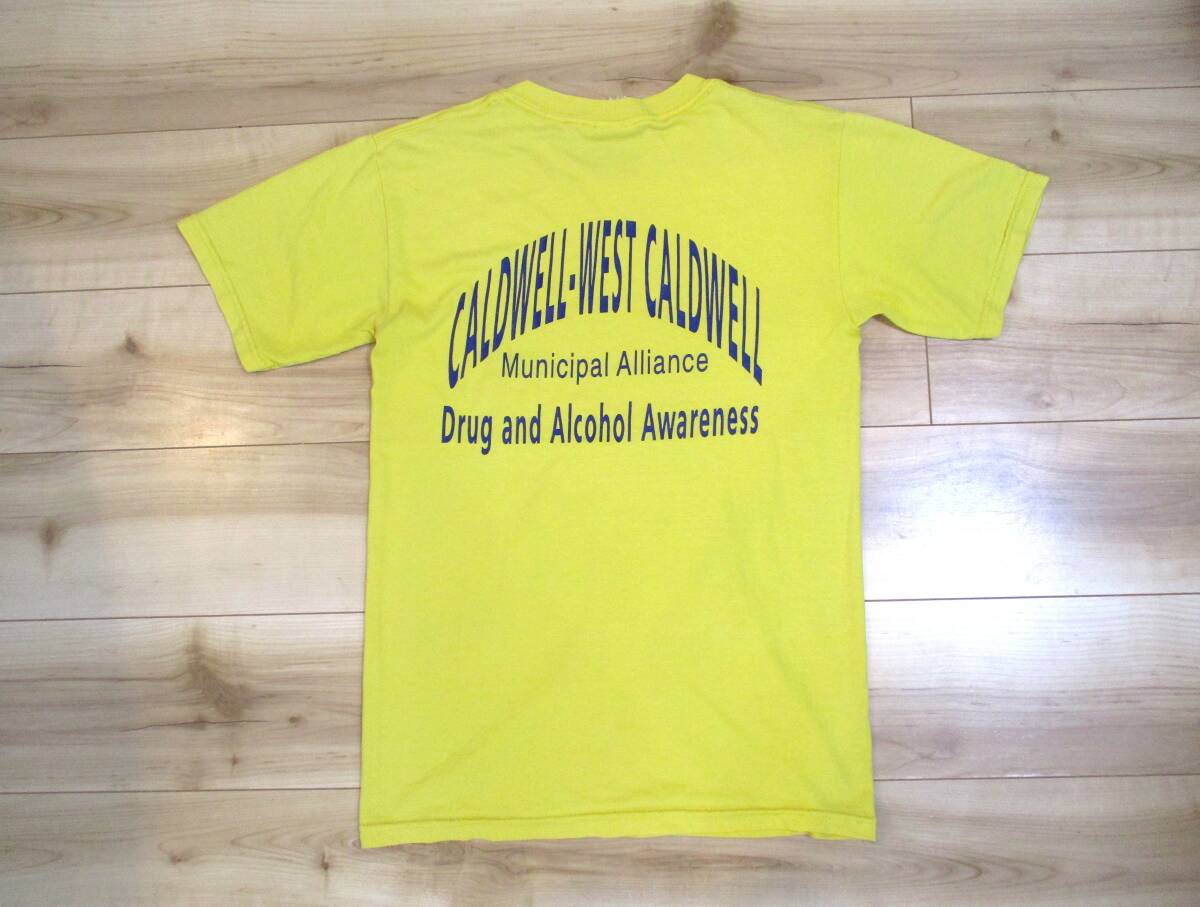 CALDWELL-WEST CALDWELL
Municipal Alliance
Drug and Alcohol Awareness